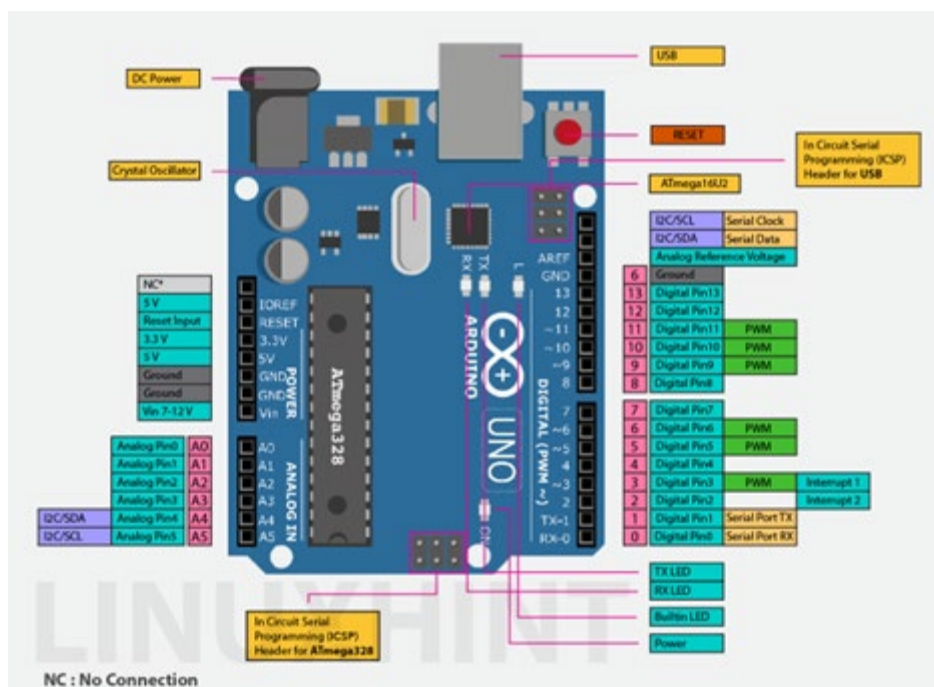 DC Power
USB
RESET
Crystal Oscillator
In Circuit Serial
Programming (ICSP)
Header for USB
ATmega16U2
I2C/SCL Serial Clock
I2C/SDA Serial Data
Analog Reference Voltage
6 Ground
13 Digital Pin13
12 Digital Pin12
11 Digital Pin11 PWM
10 Digital Pin10 PWM
9 Digital Pin9 PWM
8 Digital Pin8
7 Digital Pin7
6 Digital Pin6 PWM
5 Digital Pin5 PWM
4 Digital Pin4
3 Digital Pin3 PWM Interrupt 1
2 Digital Pin2 Interrupt 2
1 Digital Pin1 Serial Port TX
0 Digital Pin0 Serial Port RX
NC*
5 V
Reset Input
3.3 V
5 V
Ground
Ground
Vin 7-12 V
Analog Pin0 A0
Analog Pin1 A1
Analog Pin2 A2
Analog Pin3 A3
I2C/SDA Analog Pin4 A4
I2C/SCL Analog Pin5 A5
IOREF
RESET
3.3V
5V
GND
GND
Vin
POWER
A0
A1
A2
A3
A4
A5
ANALOG IN
ATmega328
RX
TX
L
ARDUINO
UNO
ON
DIGITAL (PWM ~)
AREF
GND
13
12
~11
~10
~9
8
7
~6
~5
4
~3
2
TX-1
RX-0
TX LED
RX LED
Builtin LED
Power
In Circuit Serial
Programming (ICSP)
Header for ATmega328
LINUXHINT
NC : No Connection